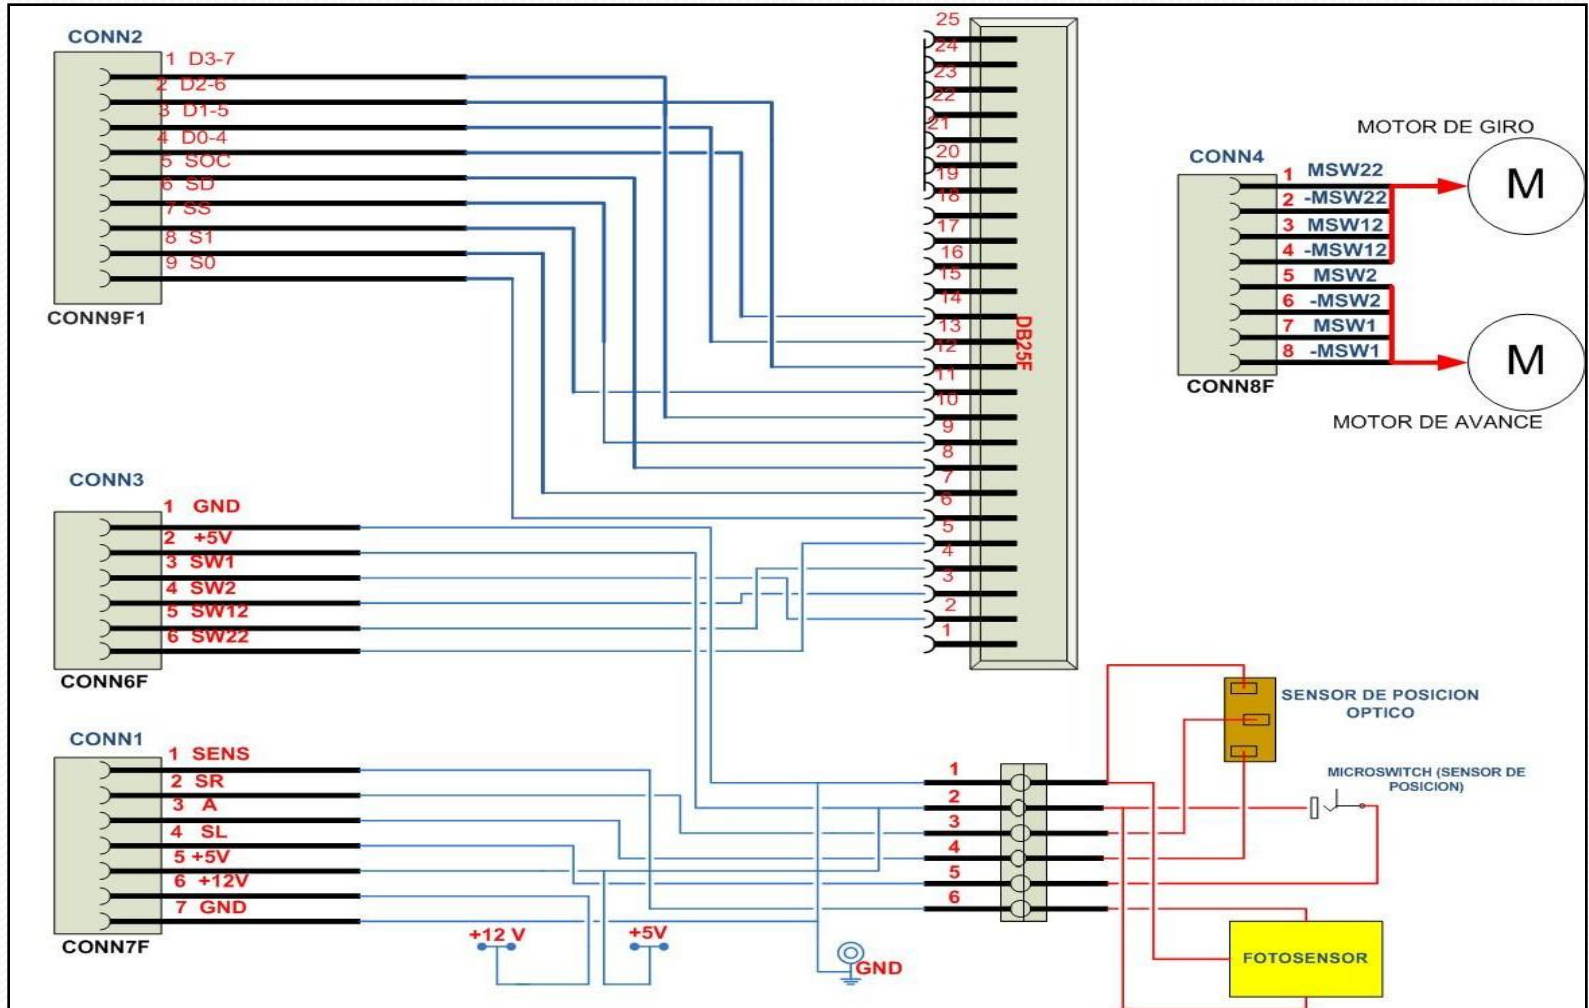 CONN2
1 D3-7
2 D2-6
3 D1-5
4 D0-4
5 SOC
6 SD
7 SS
8 S1
9 S0
CONN9F1
25
24
23
22
21
20
19
18
17
16
15
14
13
12
11
10
9
8
7
6
5
4
3
2
1
DB25F
MOTOR DE GIRO
CONN4
1 MSW22
2 -MSW22
3 MSW12
4 -MSW12
5 MSW2
6 -MSW2
7 MSW1
8 -MSW1
CONN8F
M
M
MOTOR DE AVANCE
CONN3
1 GND
2 +5V
3 SW1
4 SW2
5 SW12
6 SW22
CONN6F
CONN1
1 SENS
2 SR
3 A
4 SL
5 +5V
6 +12V
7 GND
CONN7F
+12 V
+5V
GND
1
2
3
4
5
6
SENSOR DE POSICION
OPTICO
MICROSWITCH (SENSOR DE
POSICION)
FOTOSENSOR